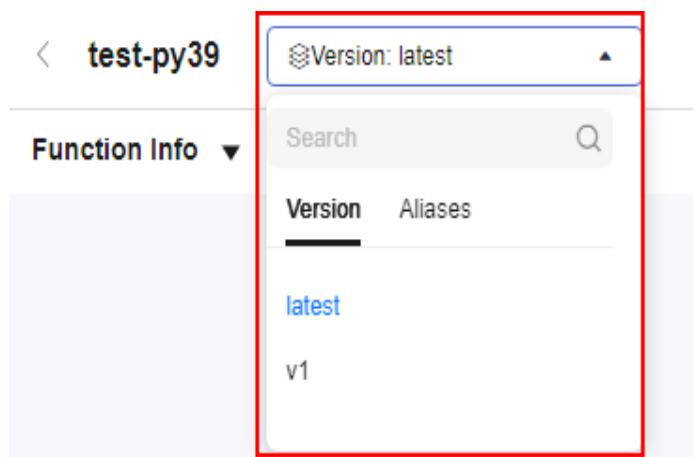 test-py39
Version: latest
Function Info
Search
Version Aliases
latest
v1